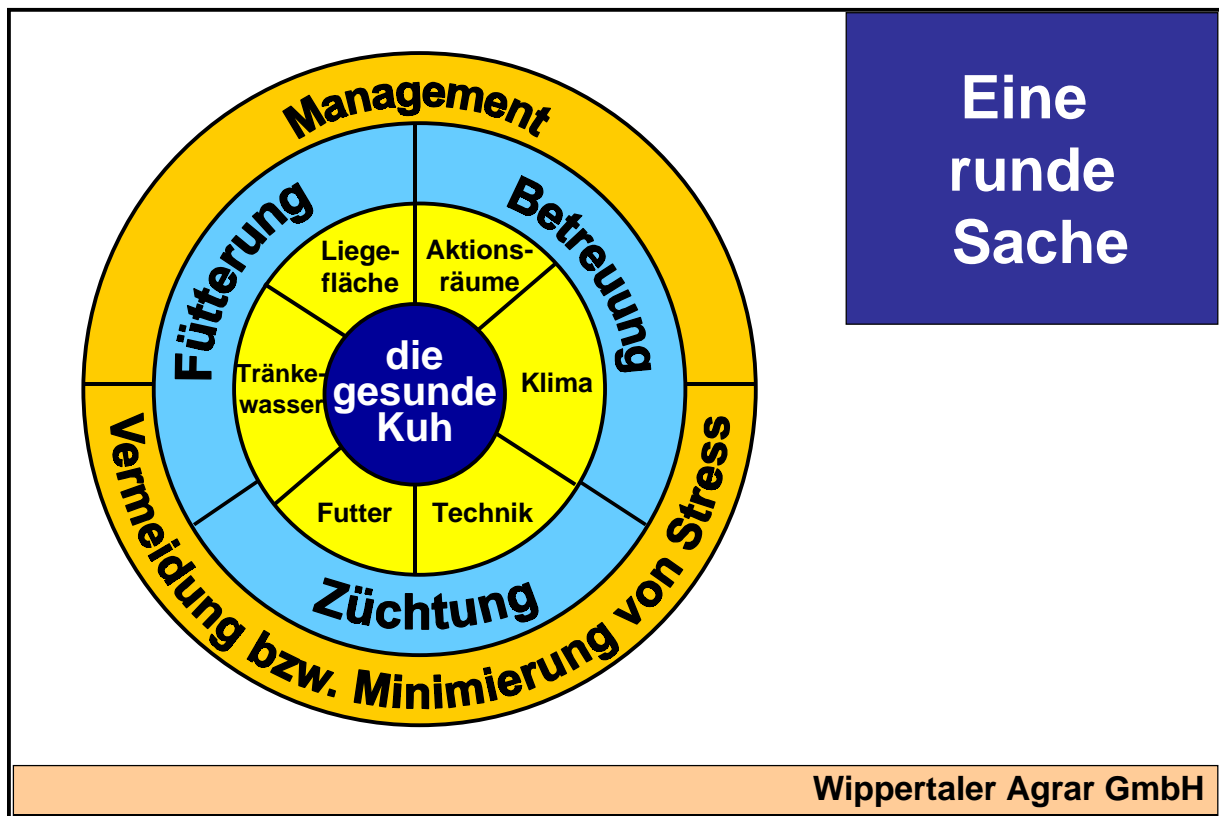 Eine
runde
Sache
Management
Fütterung
Betreuung
Liege-
fläche
Aktions-
räume
Tränke-
wasser
die
gesunde
Kuh
Klima
Futter
Technik
Züchtung
Vermeidung bzw. Minimierung von Stress
Wippertaler Agrar GmbH